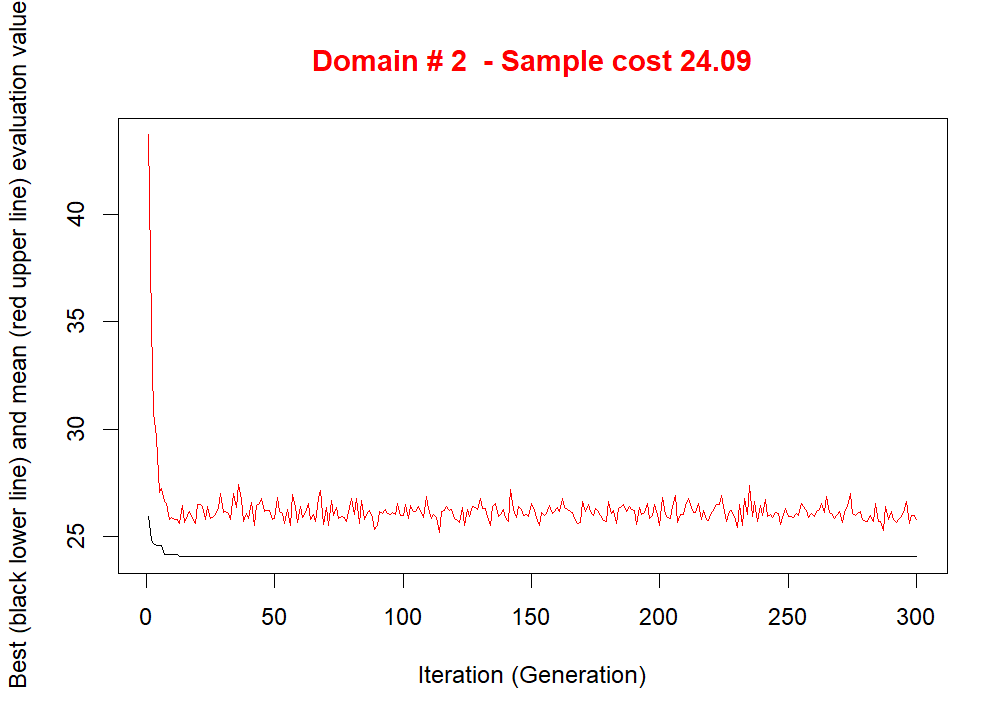 Domain # 2  - Sample cost 24.09
Best (black lower line) and mean (red upper line) evaluation value
40
35
30
25
0 50 100 150 200 250 300
Iteration (Generation)